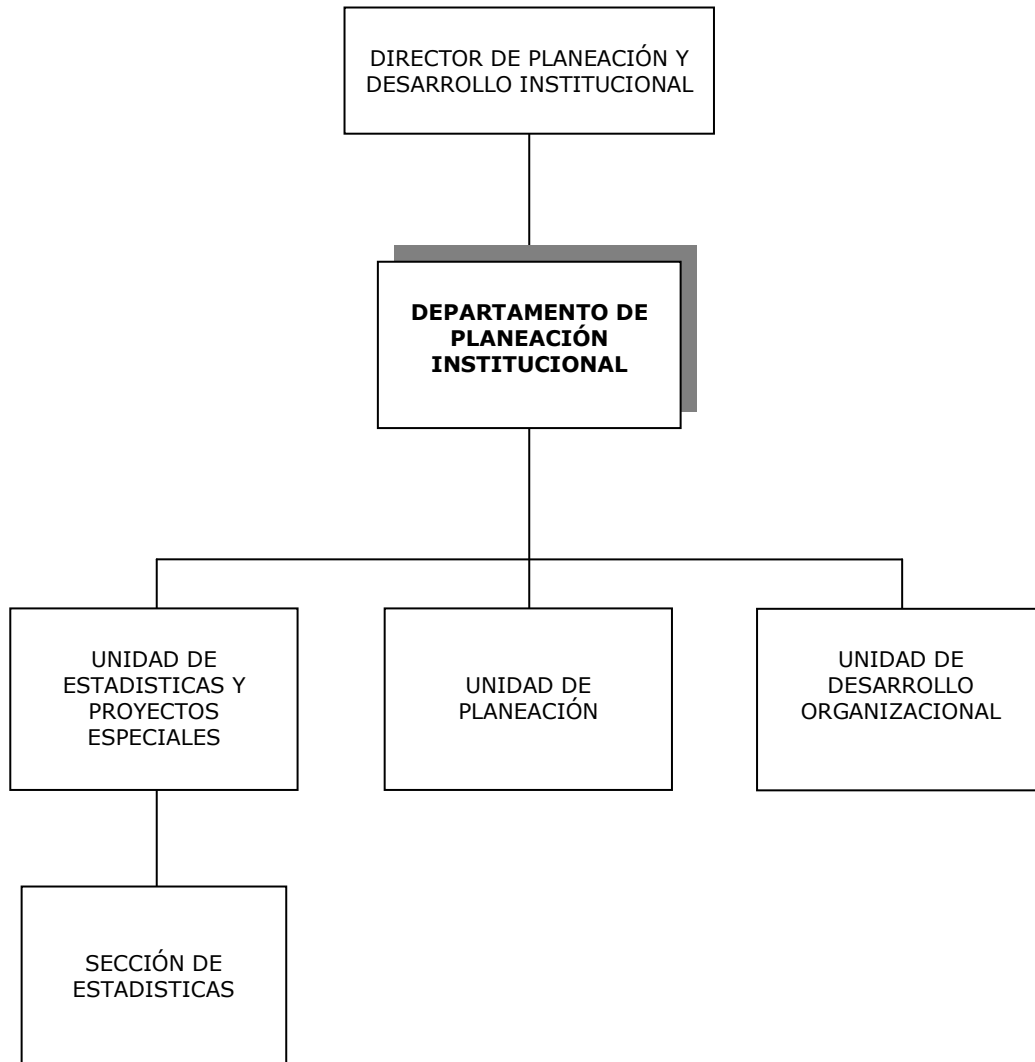 DIRECTOR DE PLANEACIÓN Y
DESARROLLO INSTITUCIONAL
DEPARTAMENTO DE
PLANEACIÓN
INSTITUCIONAL
UNIDAD DE
ESTADISTICAS Y
PROYECTOS
ESPECIALES
UNIDAD DE
PLANEACIÓN
UNIDAD DE
DESARROLLO
ORGANIZACIONAL
SECCIÓN DE
ESTADISTICAS